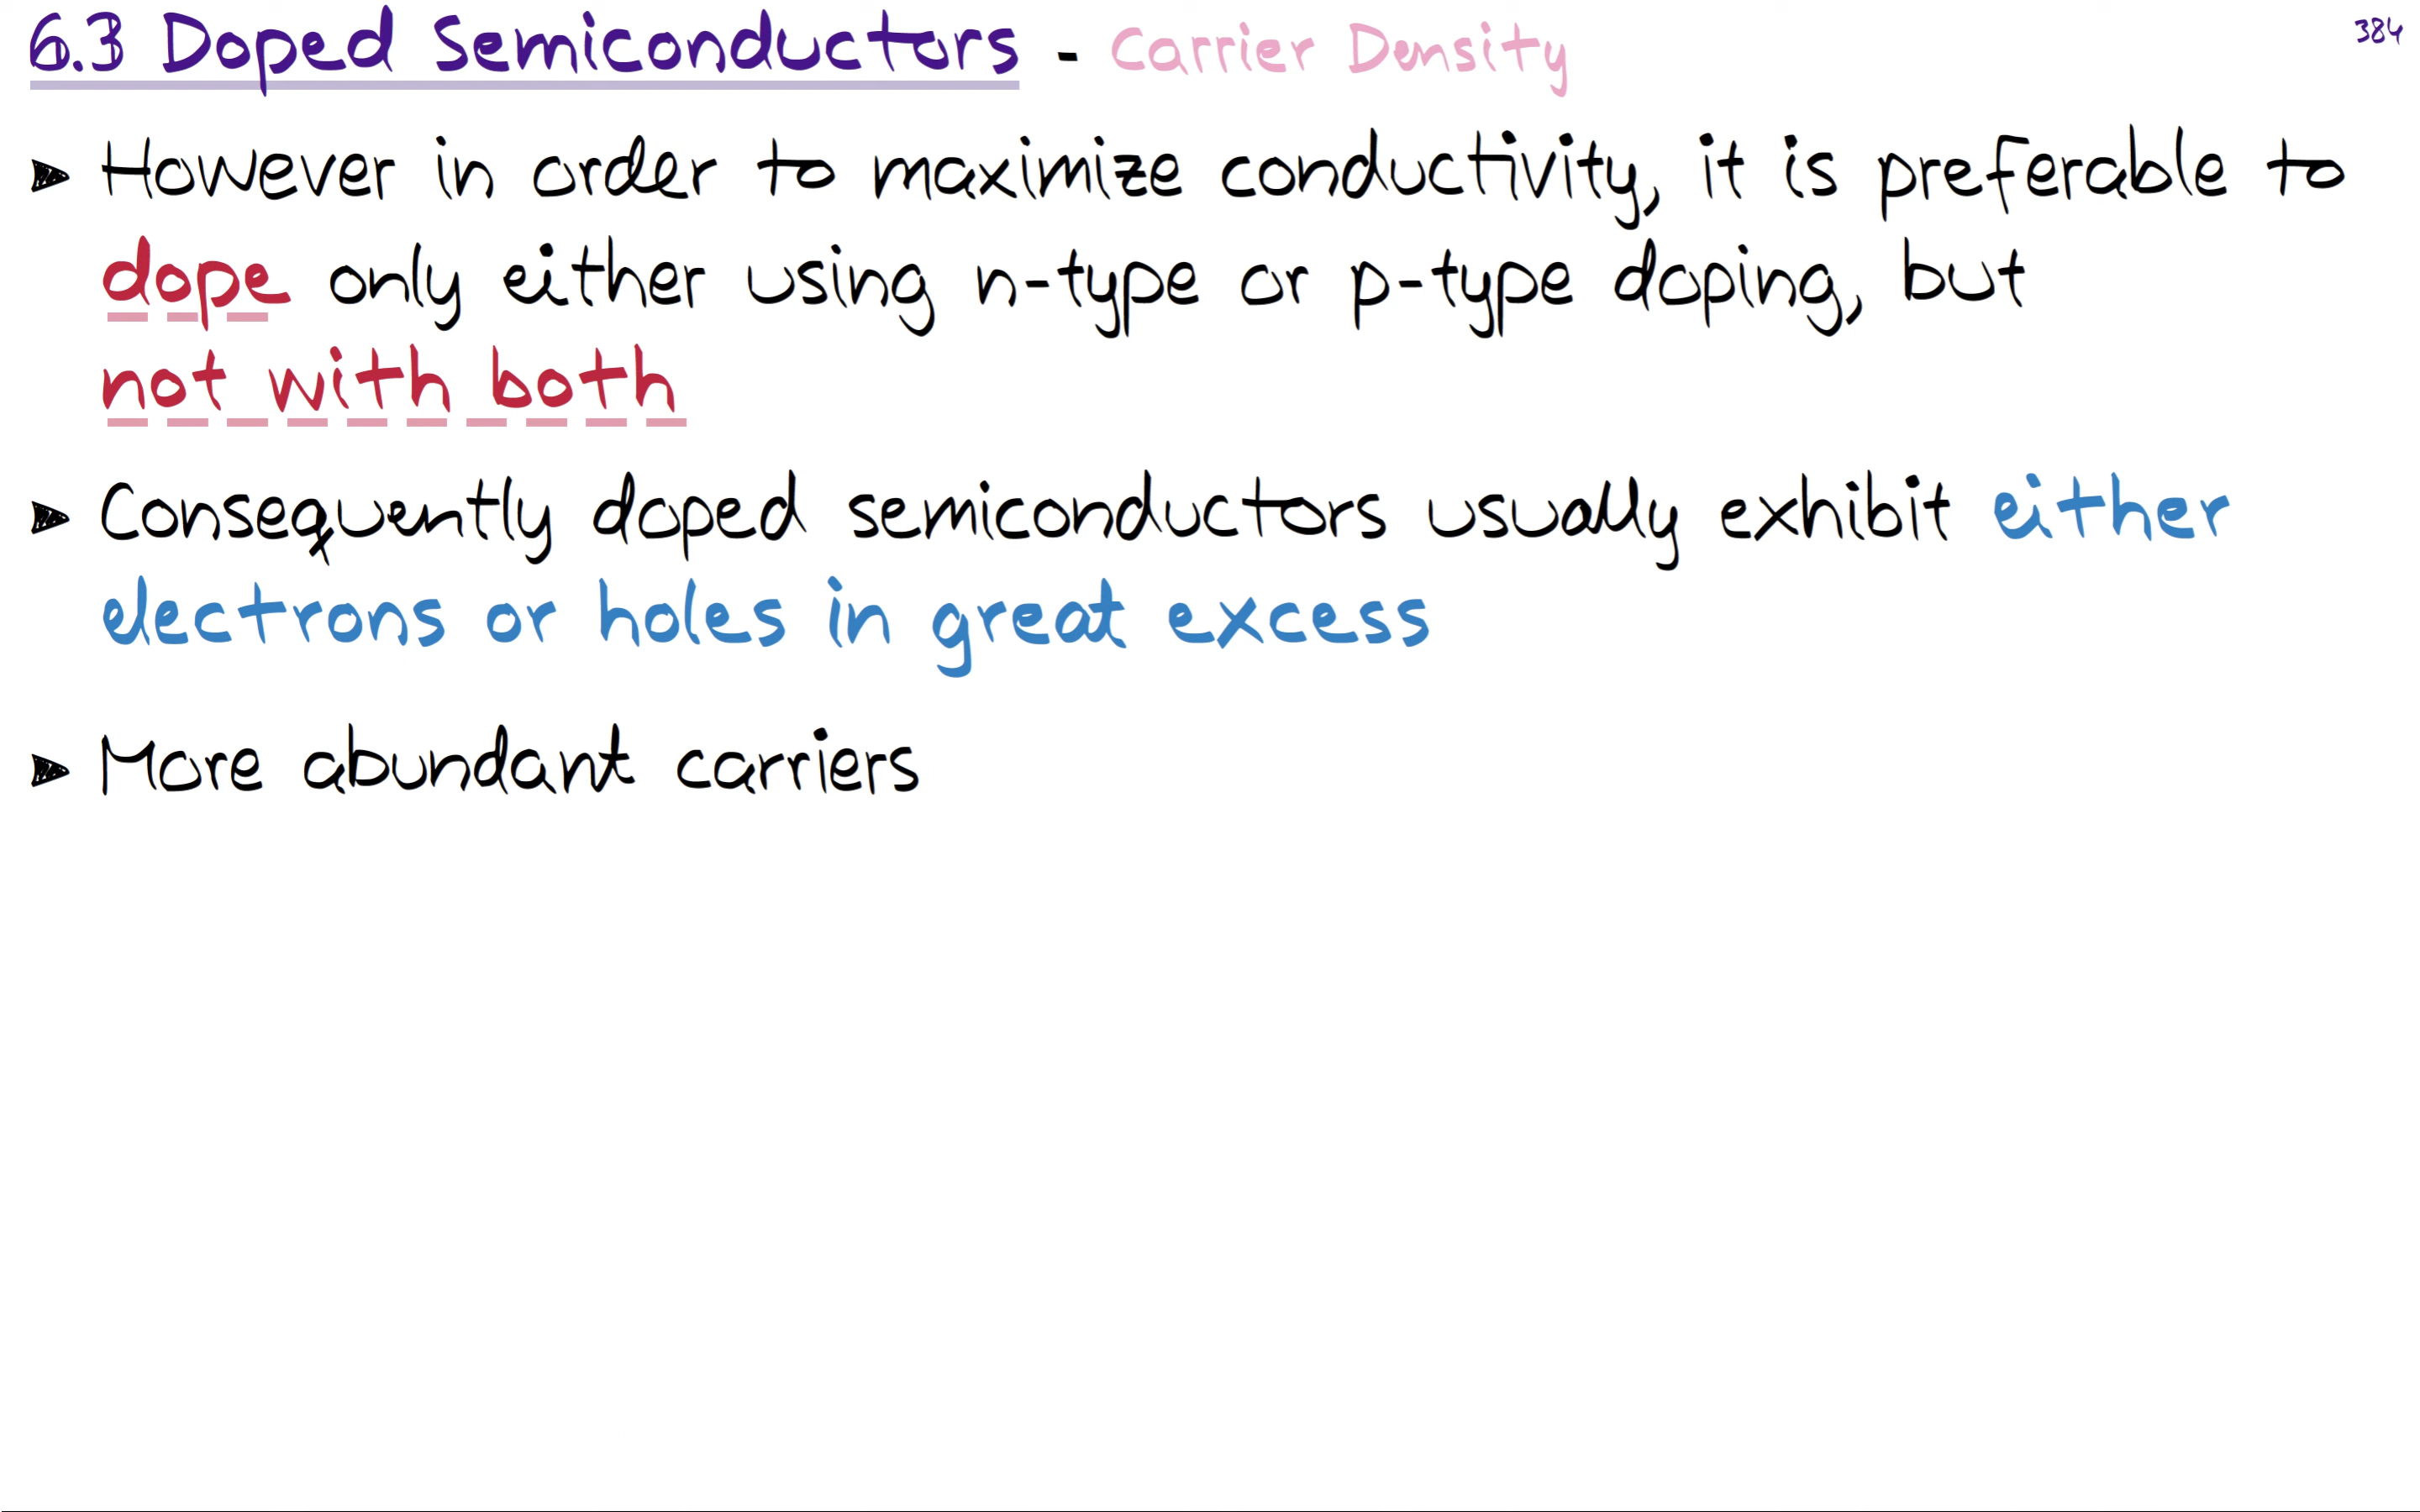 6.3 Doped Semiconductors - Carrier Density
384
▶ However in order to maximize conductivity, it is preferable to
dope only either using n-type or p-type doping, but
not with both
▶ Consequently doped semiconductors usually exhibit either
electrons or holes in great excess
▶ More abundant carriers